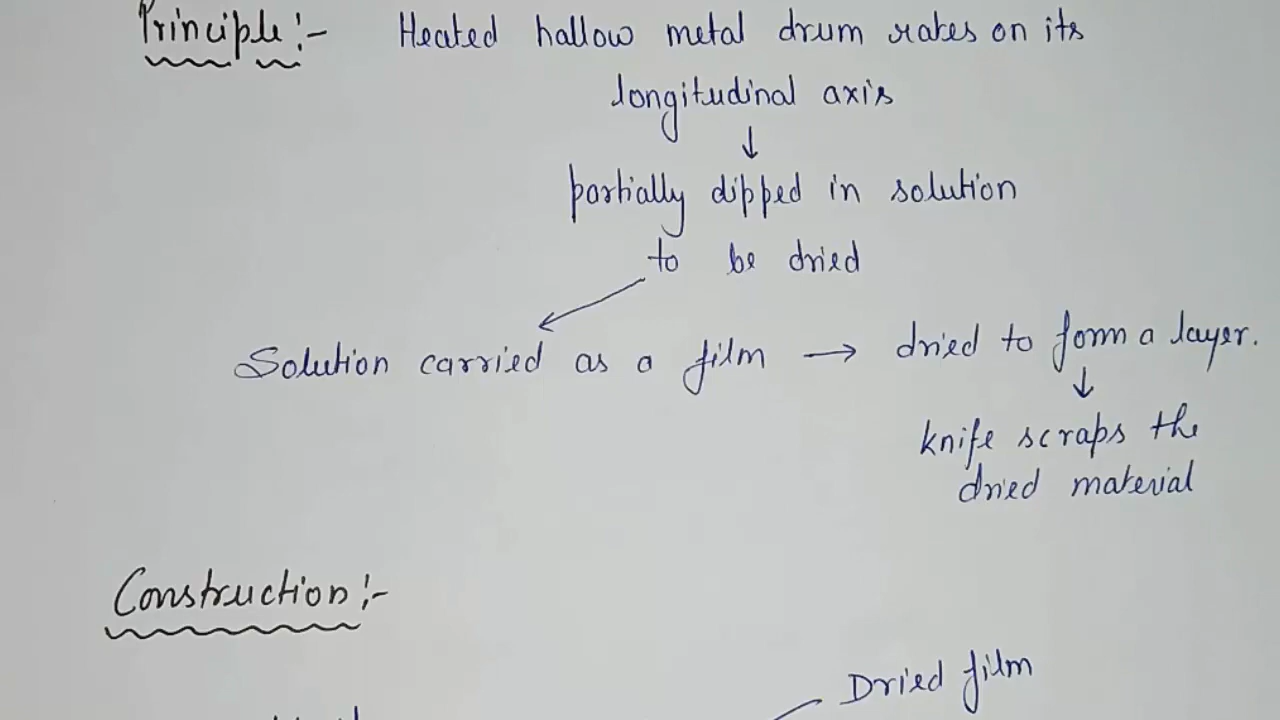 Principle :- Heated hallow metal drum rates on its
longitudinal axis
↓
partially dipped in solution
to be dried
Solution carried as a film → dried to form a layer.
↓
knife scraps the
dried material
Construction :-
Dried film